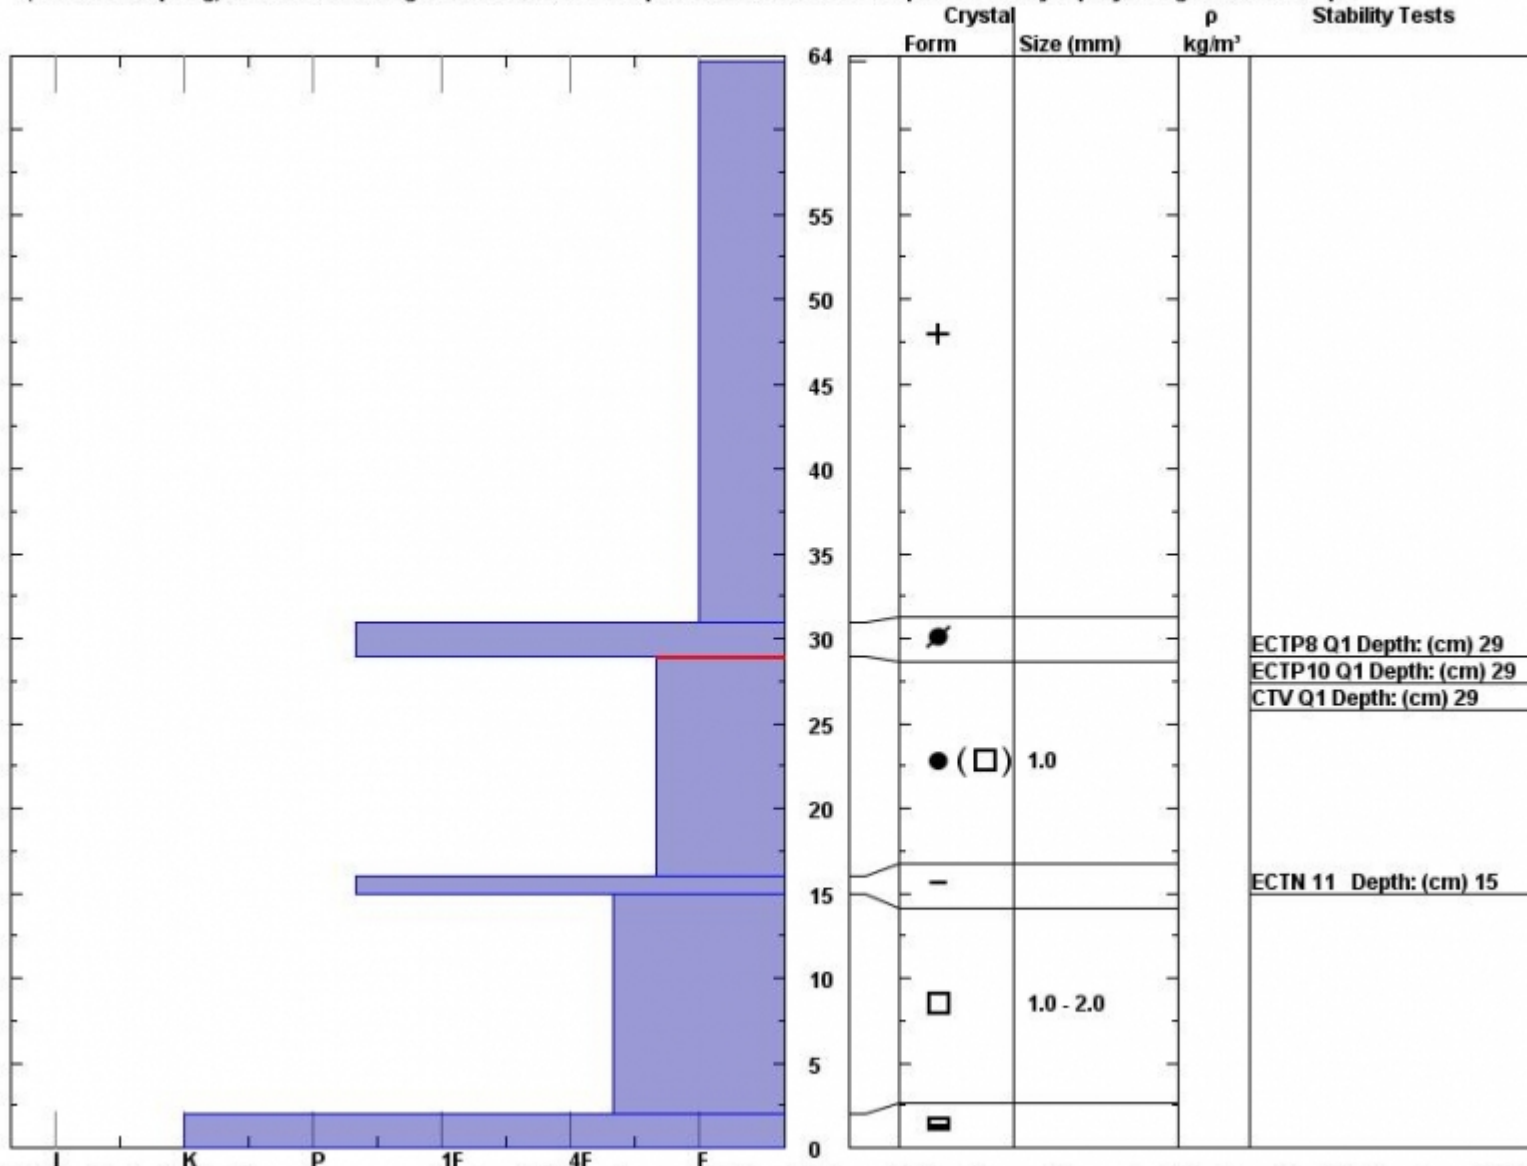 Crystal ρ Stability Tests
Form Size (mm) kg/m³
64
55
50
45
40
35
30
ECTP8 Q1 Depth: (cm) 29
ECTP10 Q1 Depth: (cm) 29
CTV Q1 Depth: (cm) 29
25
1.0
20
ECTN 11 Depth: (cm) 15
15
10
1.0 - 2.0
5
0
I K P 1F 4F F